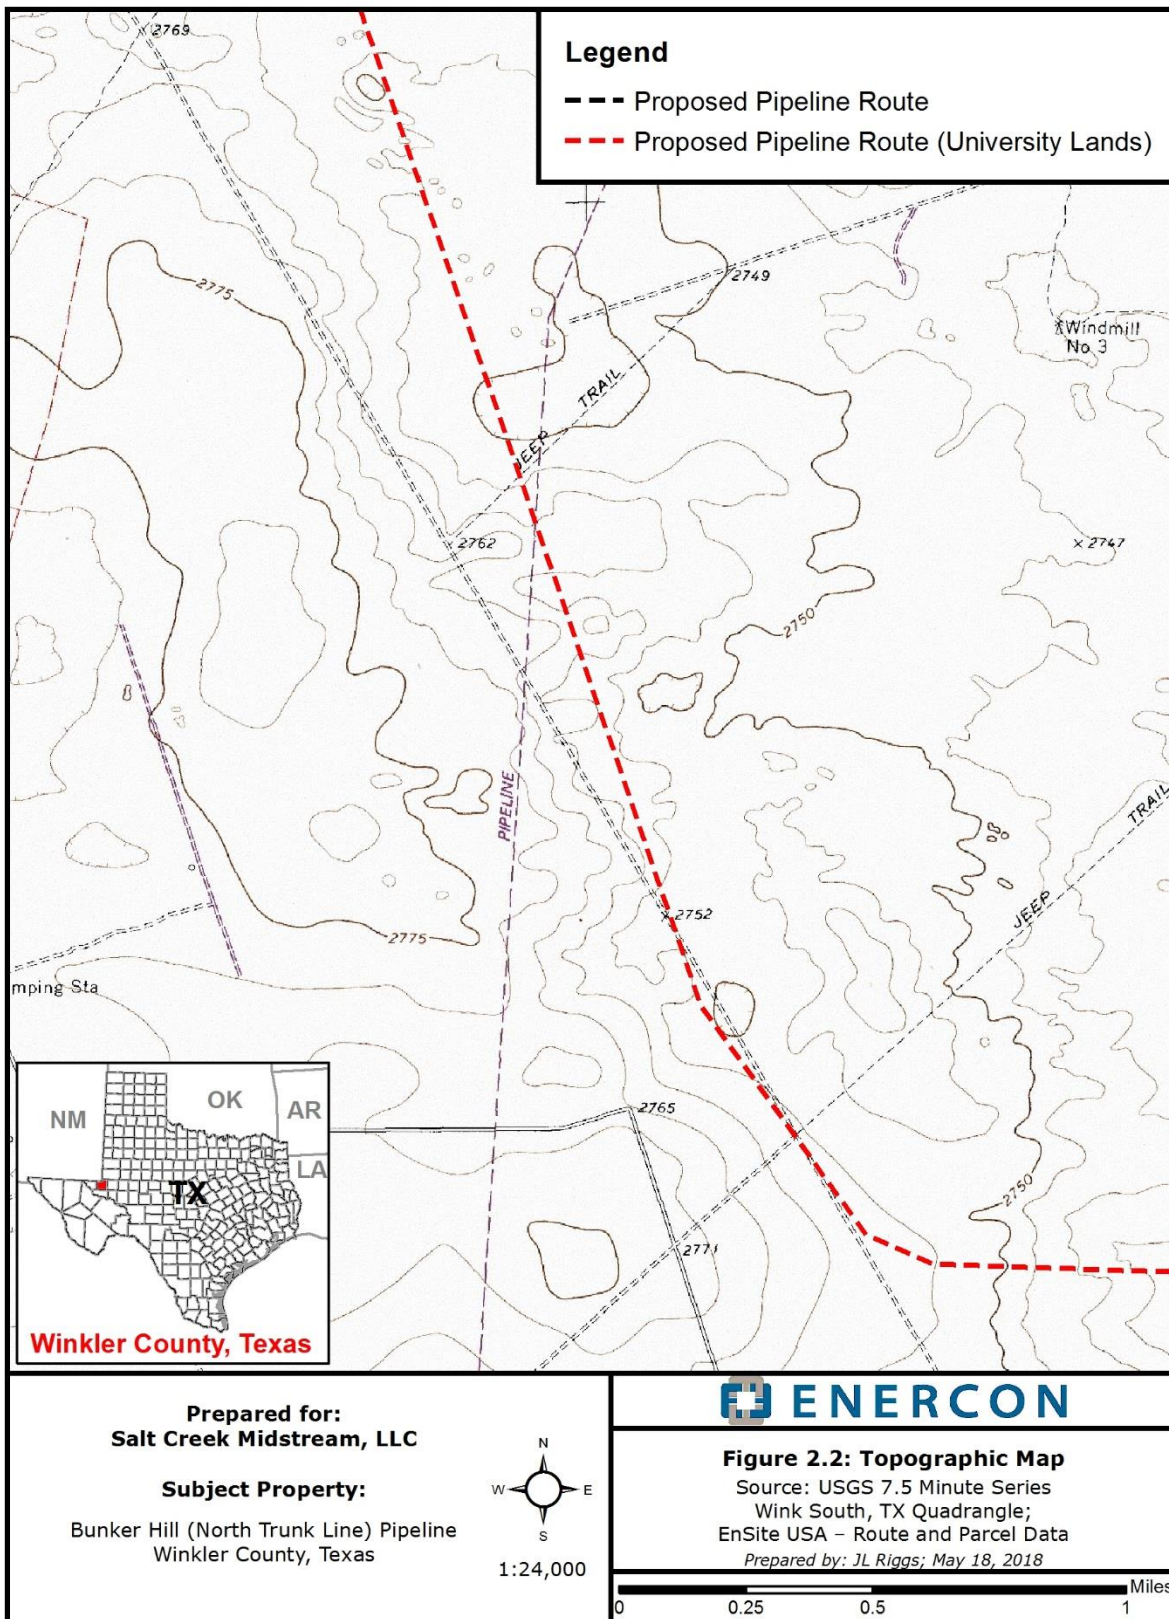 Legend
Proposed Pipeline Route
Proposed Pipeline Route (University Lands)
2769
2775
2749
Windmill
No 3
JEEP TRAIL
2762
2747
2750
PIPELINE
JEEP TRAIL
2752
2775
mping Sta
2765
2750
2771
NM
OK
AR
LA
TX
Winkler County, Texas
Prepared for:
Salt Creek Midstream, LLC
Subject Property:
Bunker Hill (North Trunk Line) Pipeline
Winkler County, Texas
N
W E
S
1:24,000
ENERCON
Figure 2.2: Topographic Map
Source: USGS 7.5 Minute Series
Wink South, TX Quadrangle;
EnSite USA – Route and Parcel Data
Prepared by: JL Riggs; May 18, 2018
Miles
0 0.25 0.5 1